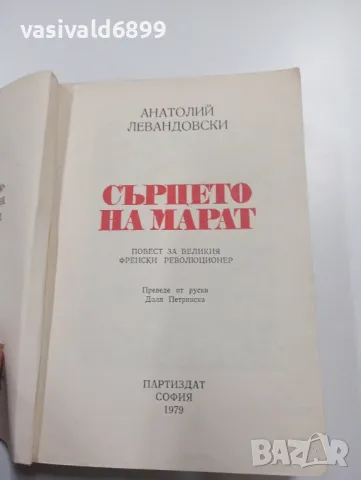 vasivald6899
АНАТОЛИЙ
ЛЕВАНДОВСКИ
СЪРЦЕТО
НА МАРАТ
ПОВЕСТ ЗА ВЕЛИКИЯ
ФРЕНСКИ РЕВОЛЮЦИОНЕР
Преведе от руски
Доля Петринска
ПАРТИЗДАТ
СОФИЯ
1979
BAZAR